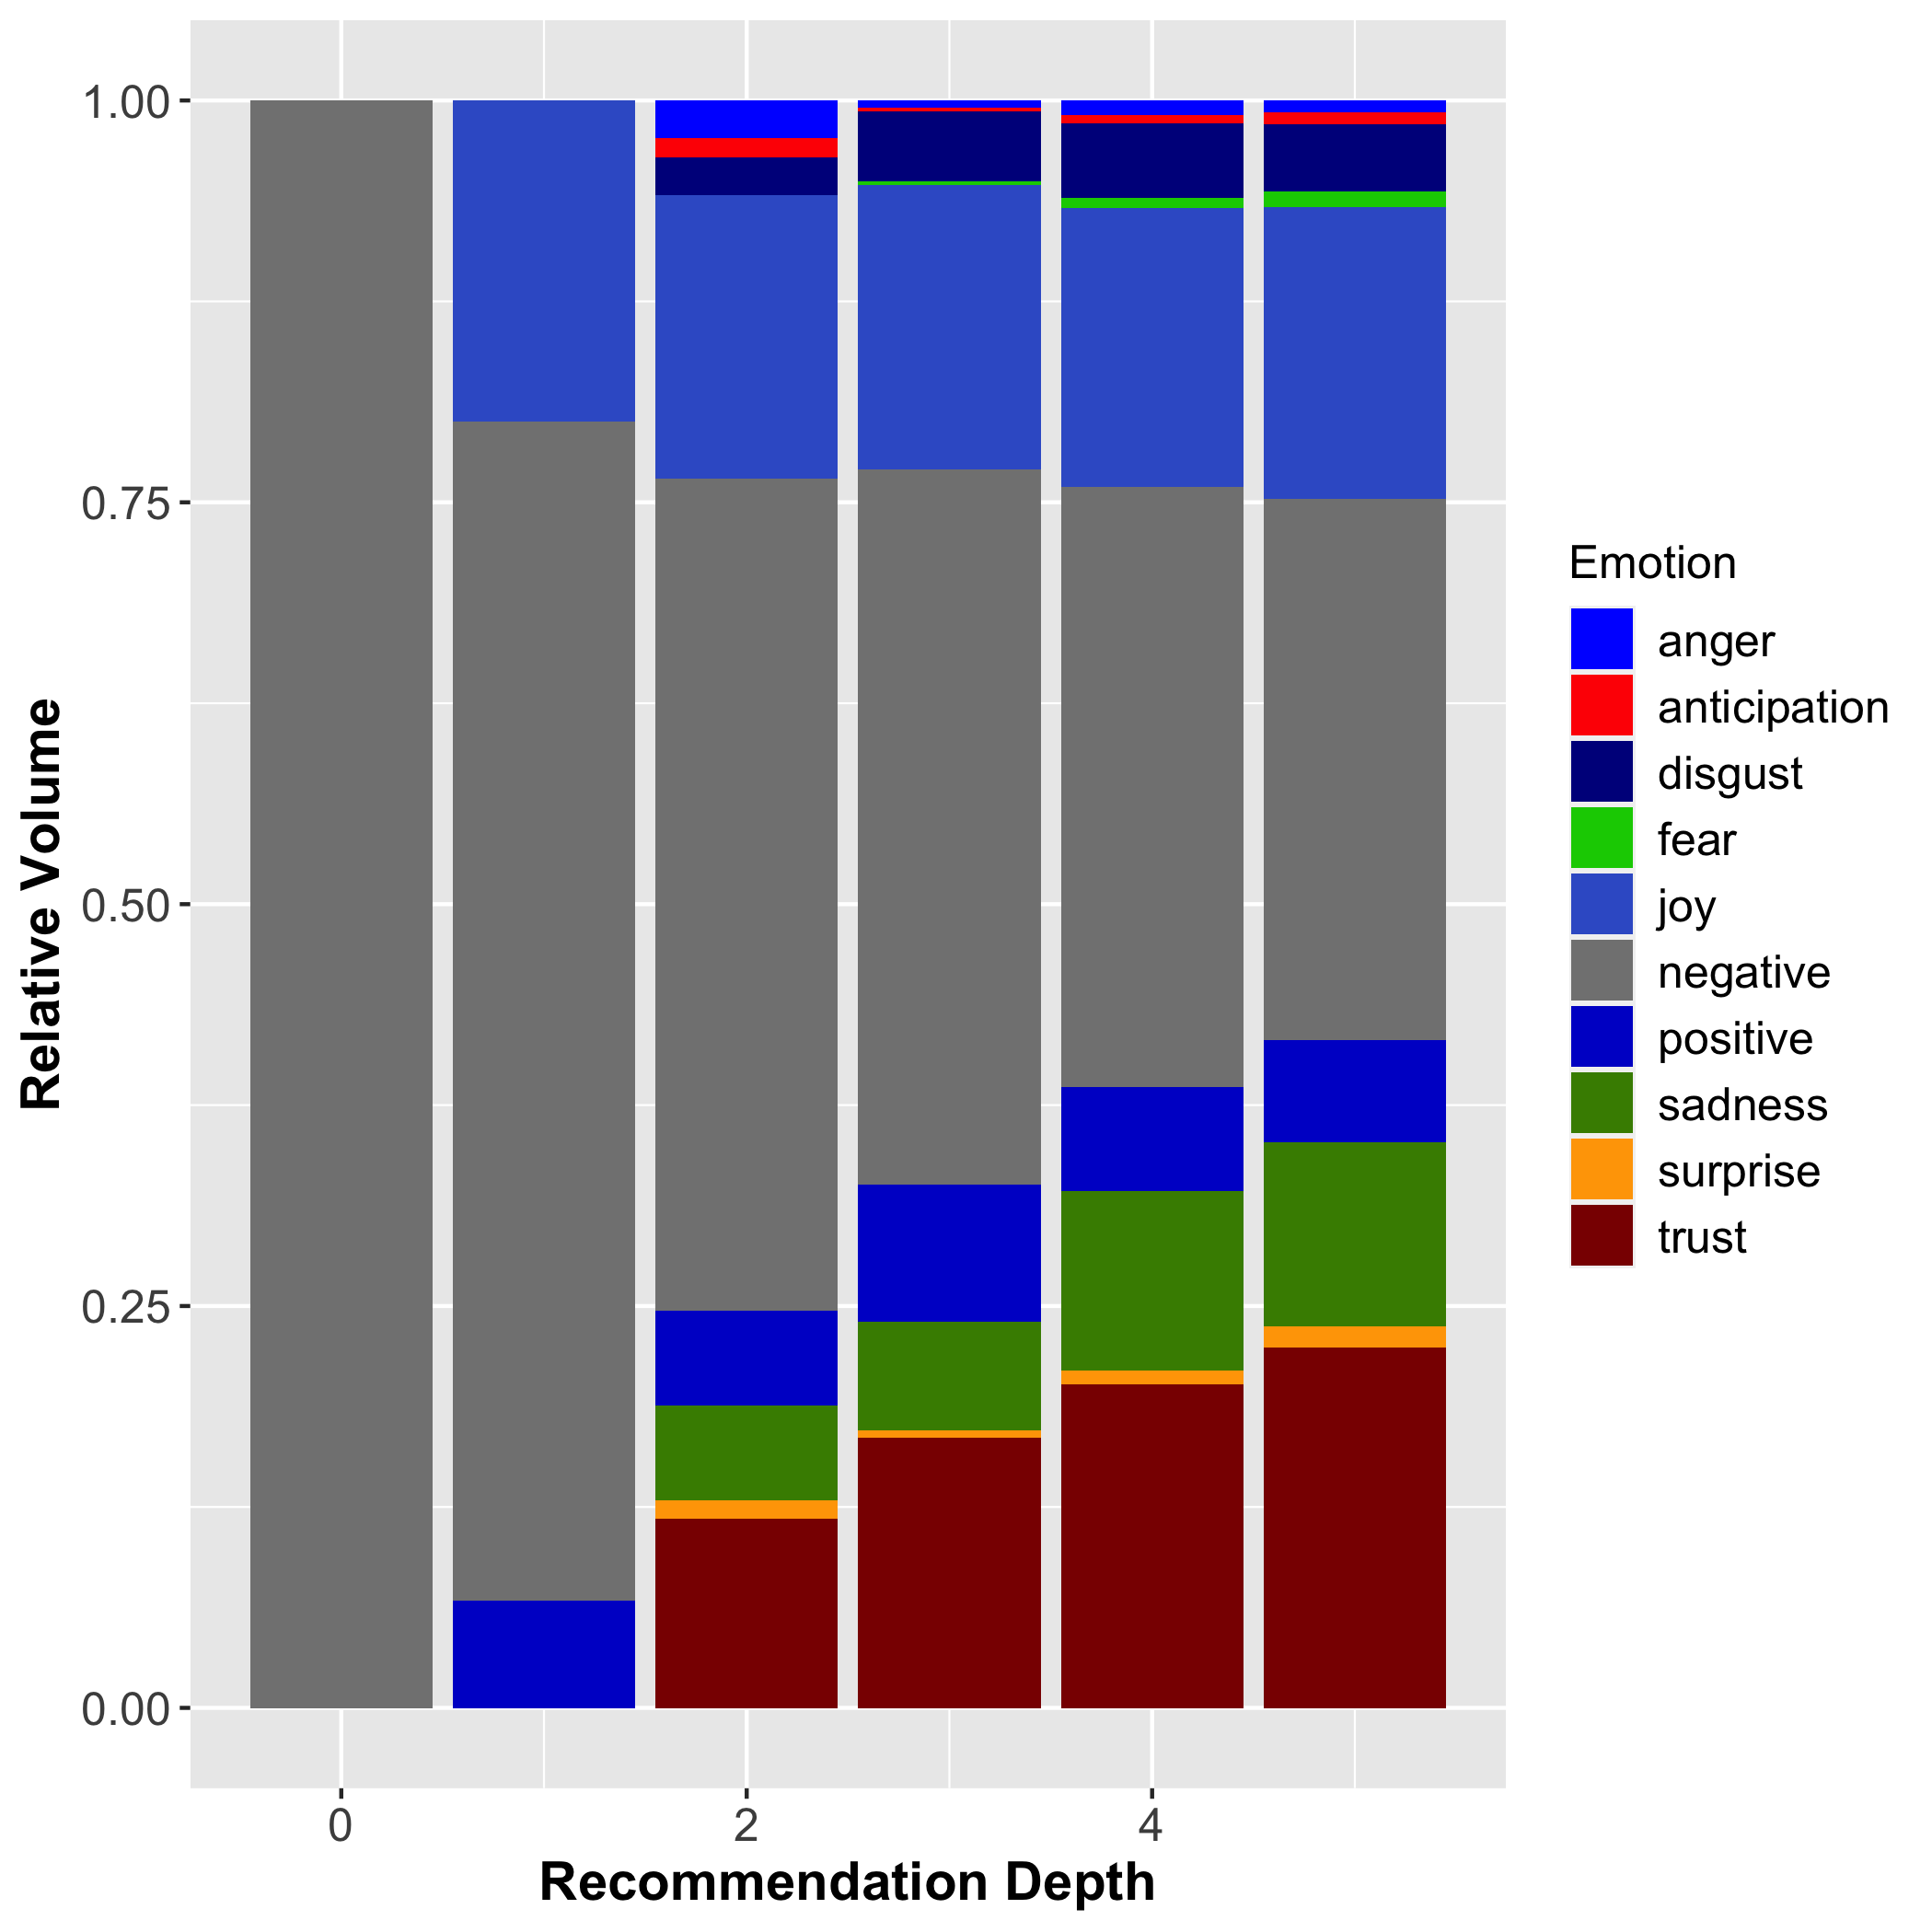 1.00
0.75
0.50
0.25
0.00
Relative Volume
0
2
4
Recommendation Depth
Emotion
anger
anticipation
disgust
fear
joy
negative
positive
sadness
surprise
trust